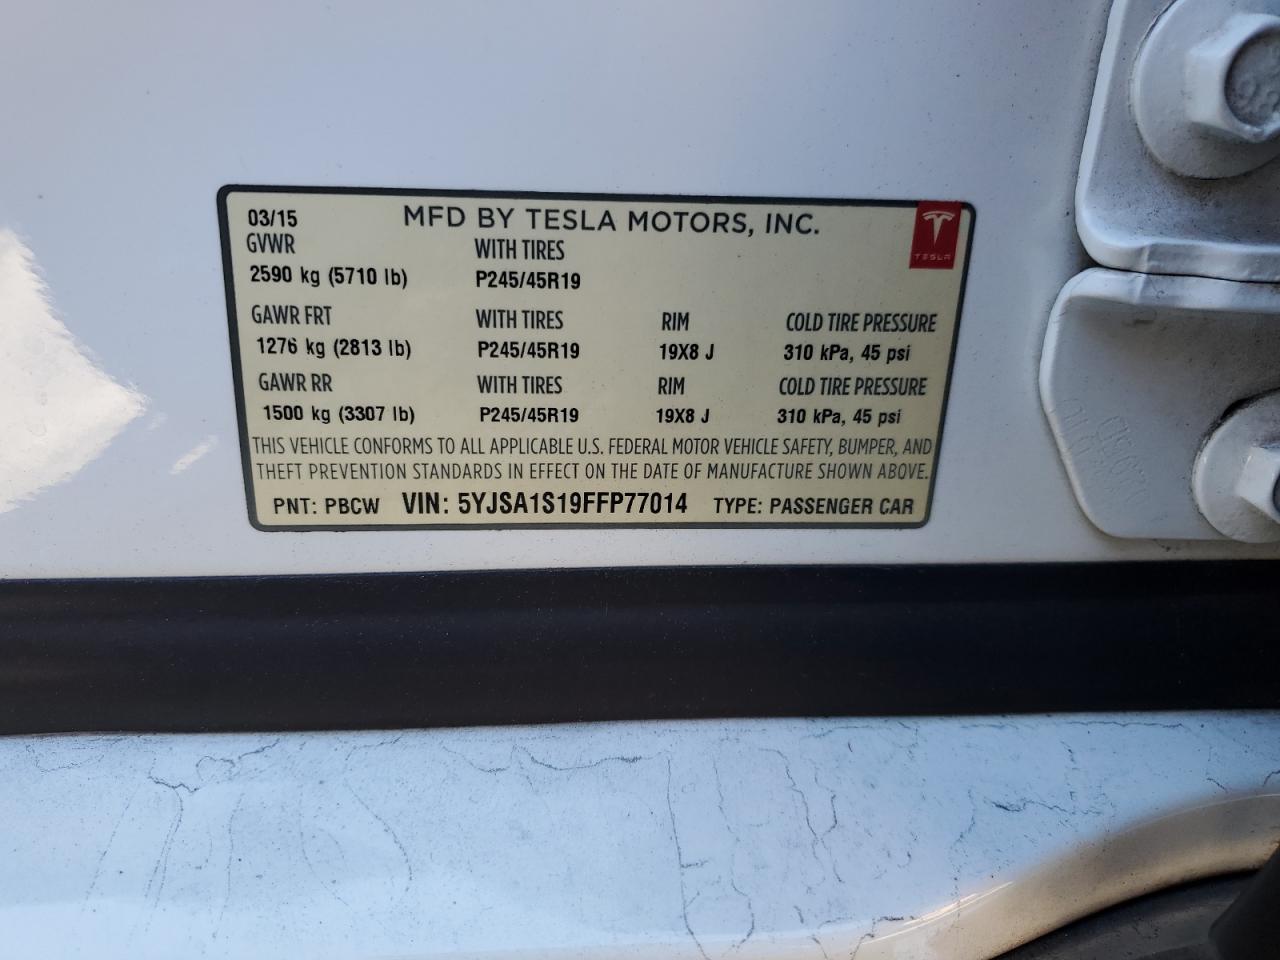 03/15 MFD BY TESLA MOTORS, INC.
GVWR WITH TIRES
TESLA
2590 kg (5710 lb) P245/45R19
GAWR FRT WITH TIRES RIM COLD TIRE PRESSURE
1276 kg (2813 lb) P245/45R19 19X8 J 310 kPa, 45 psi
GAWR RR WITH TIRES RIM COLD TIRE PRESSURE
1500 kg (3307 lb) P245/45R19 19X8 J 310 kPa, 45 psi
THIS VEHICLE CONFORMS TO ALL APPLICABLE U.S. FEDERAL MOTOR VEHICLE SAFETY, BUMPER, AND
THEFT PREVENTION STANDARDS IN EFFECT ON THE DATE OF MANUFACTURE SHOWN ABOVE.
PNT: PBCW VIN: 5YJSA1S19FFP77014 TYPE: PASSENGER CAR